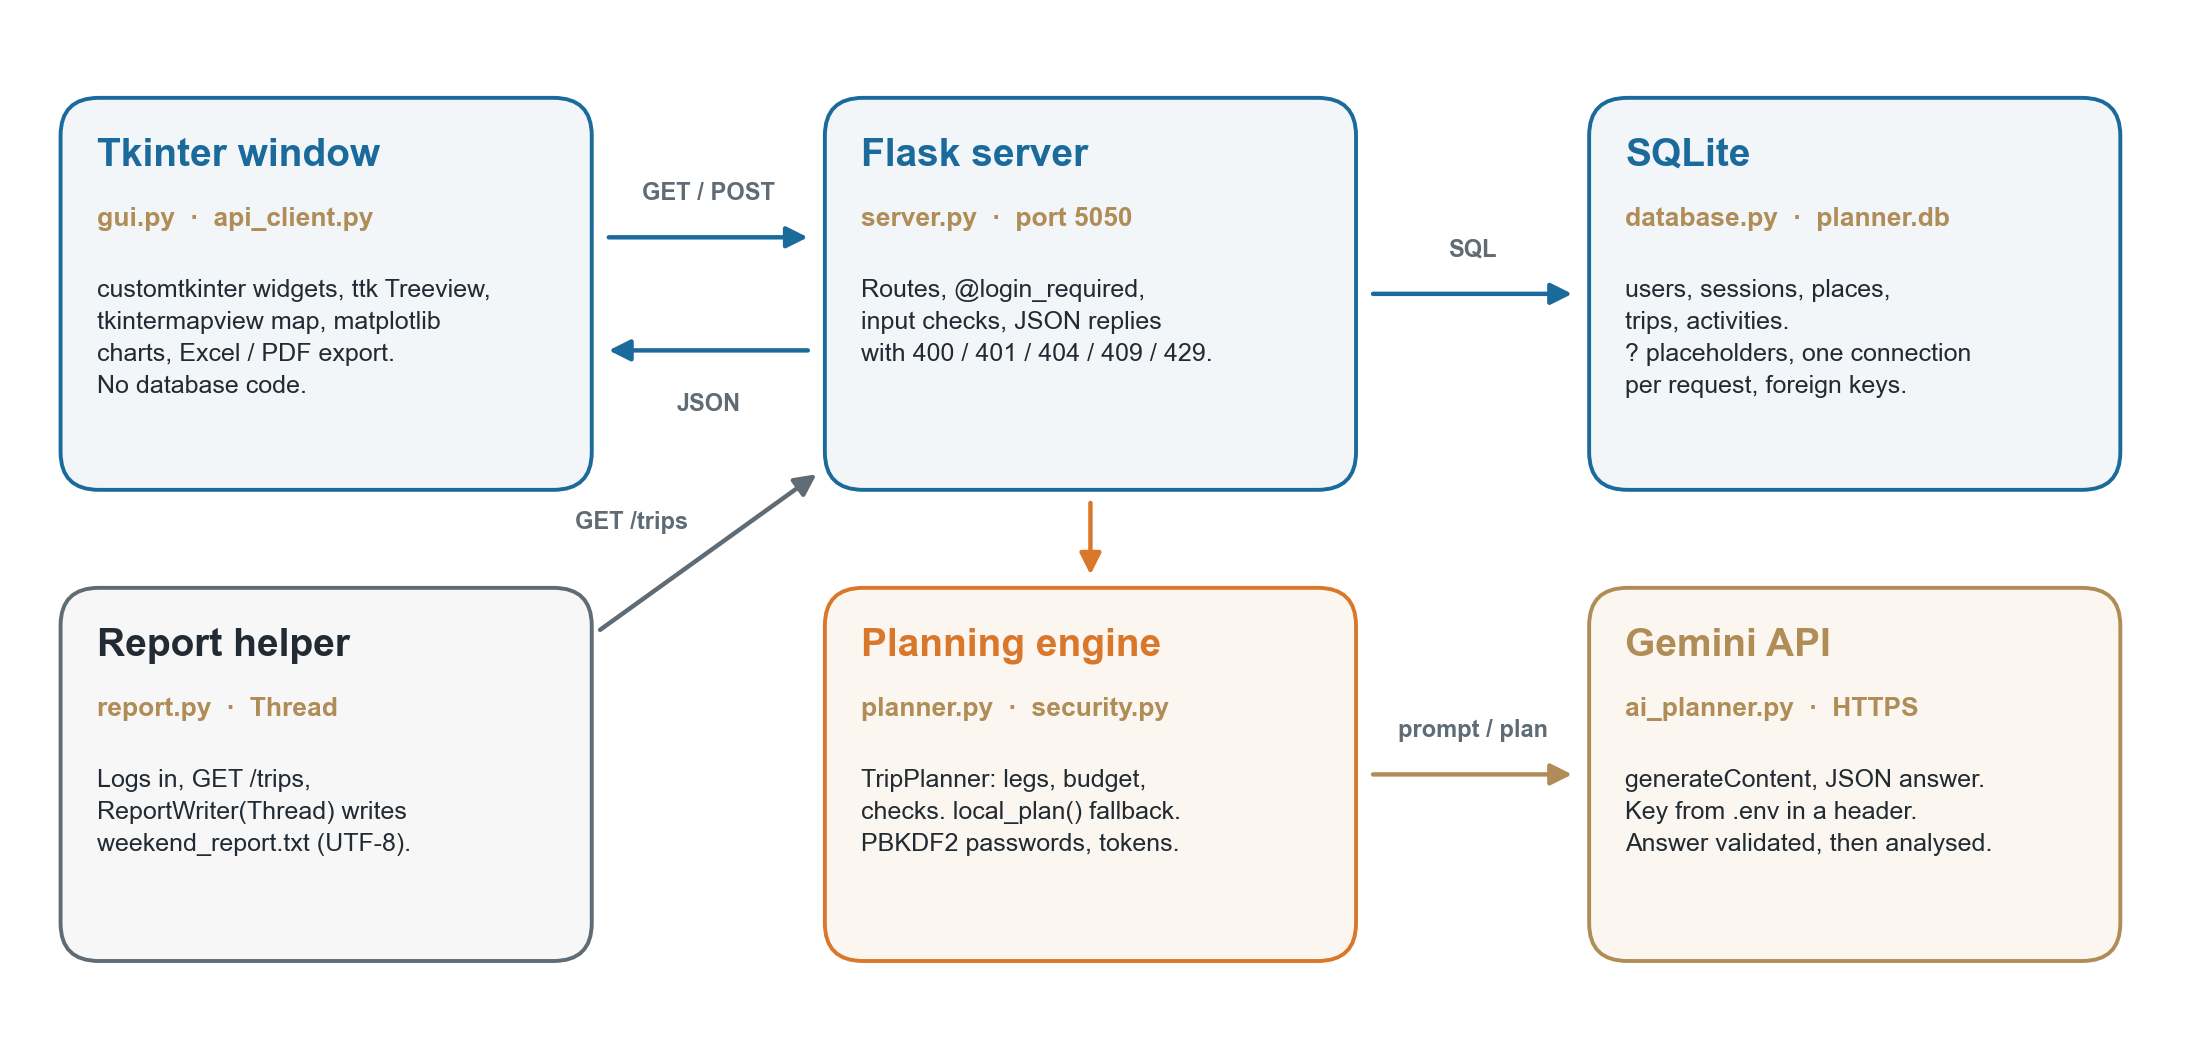 Tkinter window
gui.py · api_client.py
customtkinter widgets, ttk Treeview,
tkintermapview map, matplotlib
charts, Excel / PDF export.
No database code.
GET / POST
JSON
Flask server
server.py · port 5050
Routes, @login_required,
input checks, JSON replies
with 400 / 401 / 404 / 409 / 429.
SQL
SQLite
database.py · planner.db
users, sessions, places,
trips, activities.
? placeholders, one connection
per request, foreign keys.
GET /trips
Report helper
report.py · Thread
Logs in, GET /trips,
ReportWriter(Thread) writes
weekend_report.txt (UTF-8).
Planning engine
planner.py · security.py
TripPlanner: legs, budget,
checks. local_plan() fallback.
PBKDF2 passwords, tokens.
prompt / plan
Gemini API
ai_planner.py · HTTPS
generateContent, JSON answer.
Key from .env in a header.
Answer validated, then analysed.